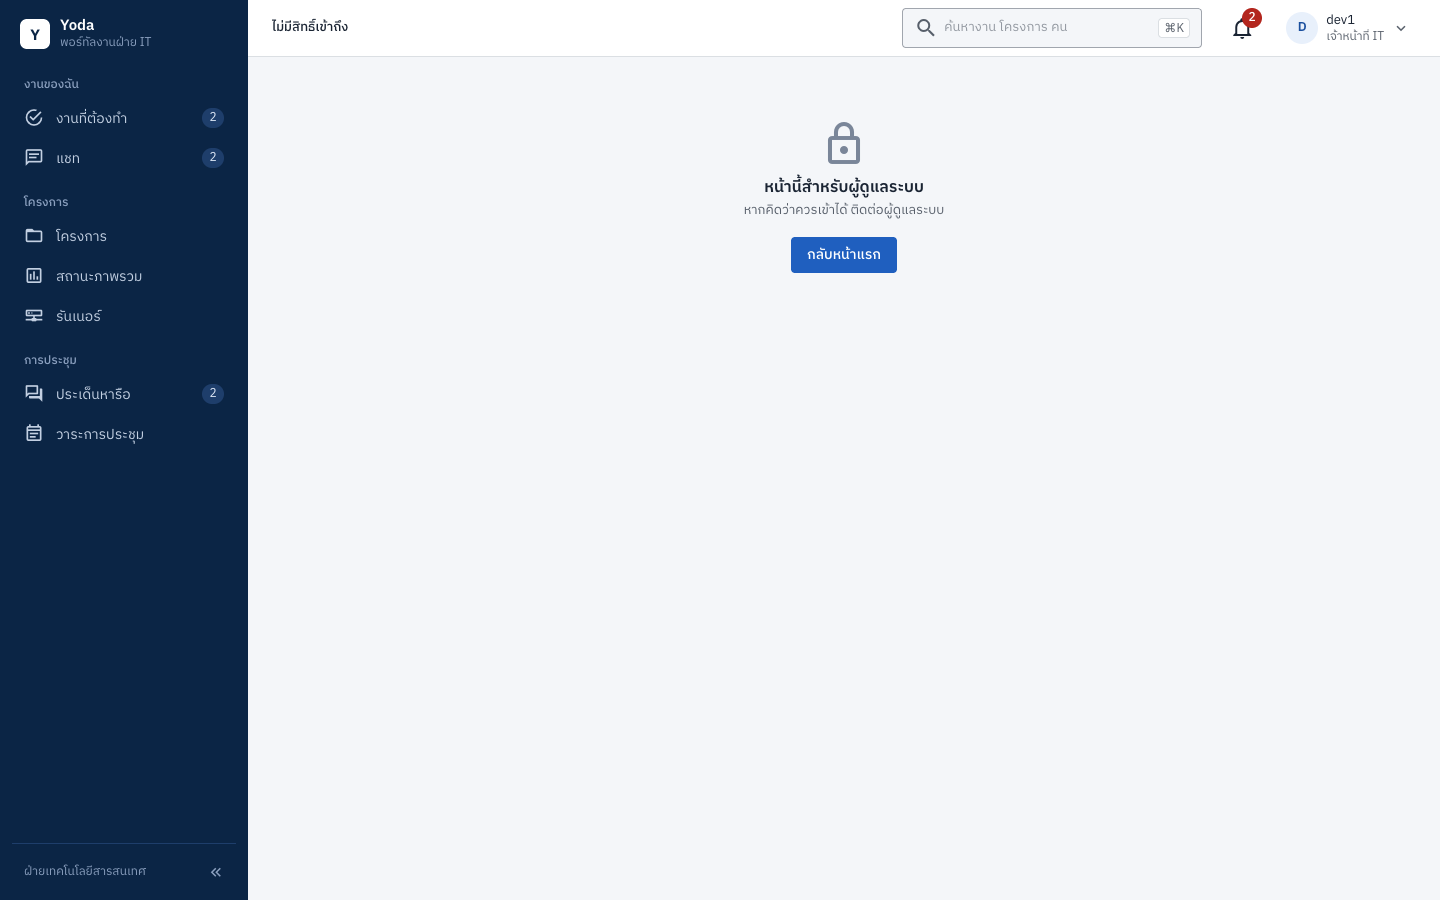 Y
Yoda
พอร์ทัลงานฝ่าย IT
งานของฉัน
งานที่ต้องทำ 2
แชท 2
โครงการ
โครงการ
สถานะภาพรวม
รันเนอร์
การประชุม
ประเด็นหารือ 2
วาระการประชุม
ฝ่ายเทคโนโลยีสารสนเทศ
ไม่มีสิทธิ์เข้าถึง
ค้นหางาน โครงการ คน ⌘K
2
D
dev1
เจ้าหน้าที่ IT
หน้านี้สำหรับผู้ดูแลระบบ
หากคิดว่าควรเข้าได้ ติดต่อผู้ดูแลระบบ
กลับหน้าแรก